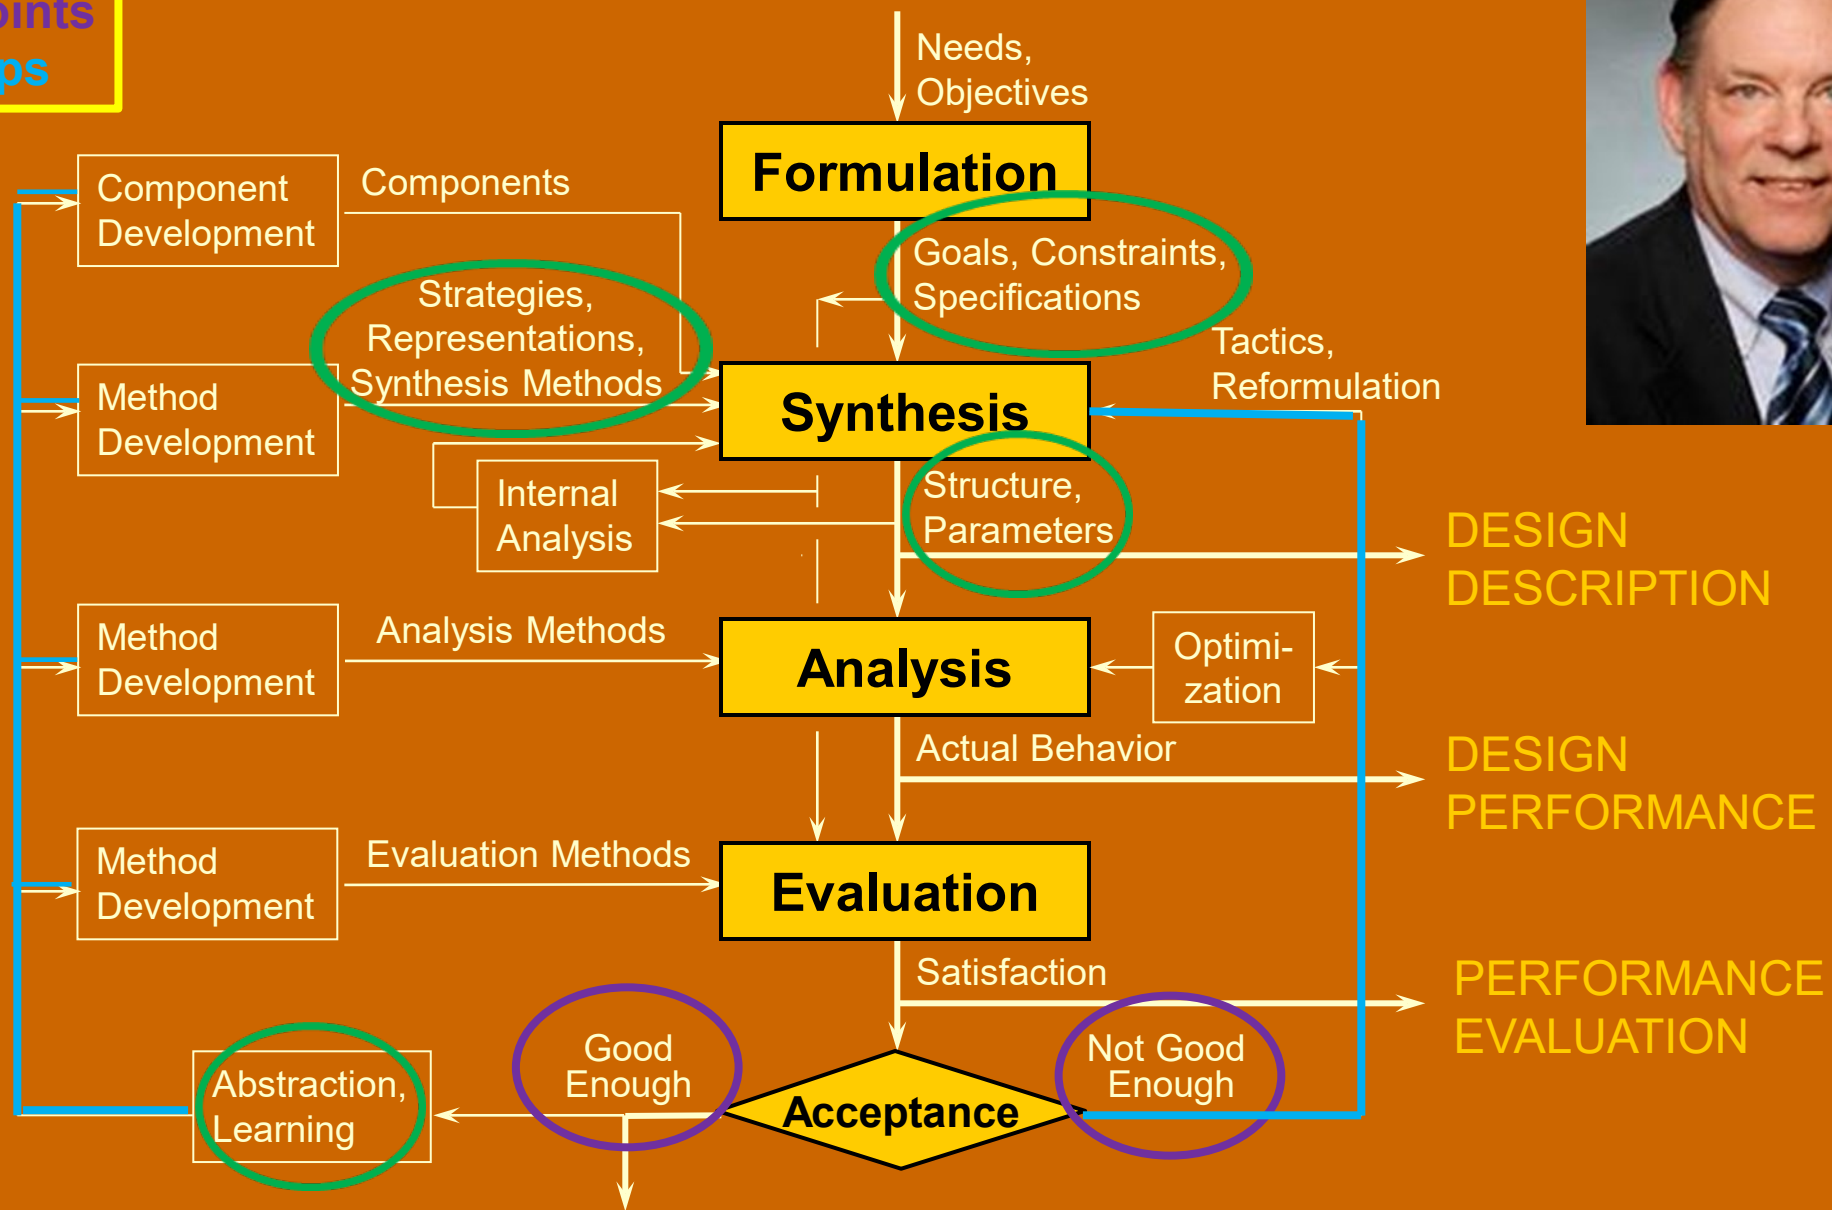 Needs,
Objectives
Formulation
Component
Development
Components
Goals, Constraints,
Specifications
Strategies,
Representations,
Synthesis Methods
Tactics,
Reformulation
Method
Development
Synthesis
Internal
Analysis
Structure,
Parameters
DESIGN
DESCRIPTION
Method
Development
Analysis Methods
Analysis
Optimi-
zation
Actual Behavior
DESIGN
PERFORMANCE
Method
Development
Evaluation Methods
Evaluation
Satisfaction
PERFORMANCE
EVALUATION
Abstraction,
Learning
Good
Enough
Acceptance
Not Good
Enough